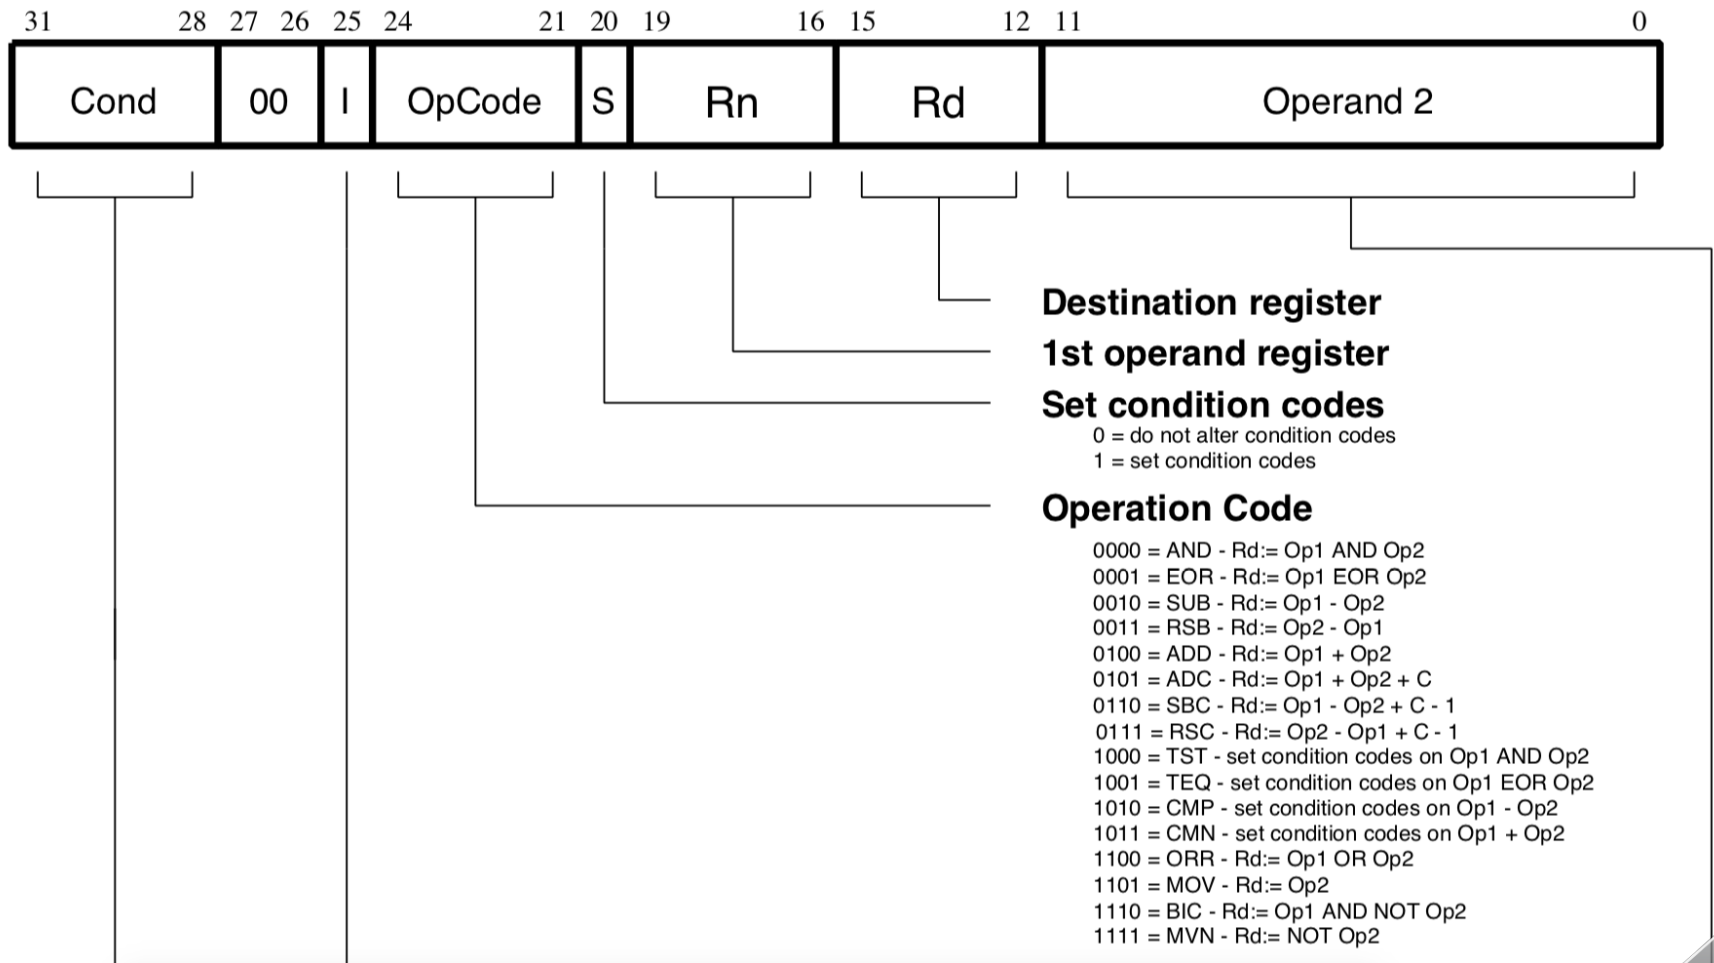 31 28 27 26 25 24 21 20 19 16 15 12 11 0
Cond 00 I OpCode S Rn Rd Operand 2
Destination register
1st operand register
Set condition codes
0 = do not alter condition codes
1 = set condition codes
Operation Code
0000 = AND - Rd:= Op1 AND Op2
0001 = EOR - Rd:= Op1 EOR Op2
0010 = SUB - Rd:= Op1 - Op2
0011 = RSB - Rd:= Op2 - Op1
0100 = ADD - Rd:= Op1 + Op2
0101 = ADC - Rd:= Op1 + Op2 + C
0110 = SBC - Rd:= Op1 - Op2 + C - 1
0111 = RSC - Rd:= Op2 - Op1 + C - 1
1000 = TST - set condition codes on Op1 AND Op2
1001 = TEQ - set condition codes on Op1 EOR Op2
1010 = CMP - set condition codes on Op1 - Op2
1011 = CMN - set condition codes on Op1 + Op2
1100 = ORR - Rd:= Op1 OR Op2
1101 = MOV - Rd:= Op2
1110 = BIC - Rd:= Op1 AND NOT Op2
1111 = MVN - Rd:= NOT Op2